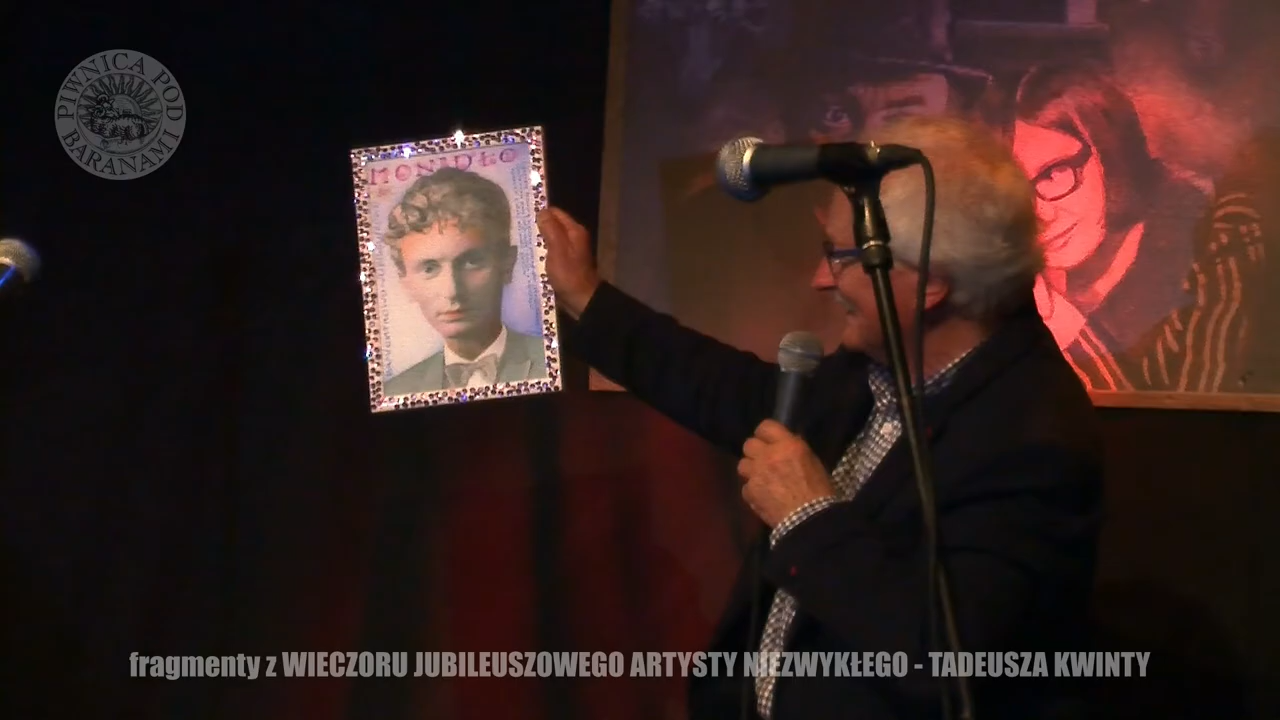 PIWNICA POD
BARANAMI
MONIDŁO
fragmenty z WIECZORU JUBILEUSZOWEGO ARTYSTY NIEZWYKŁEGO - TADEUSZA KWINTY